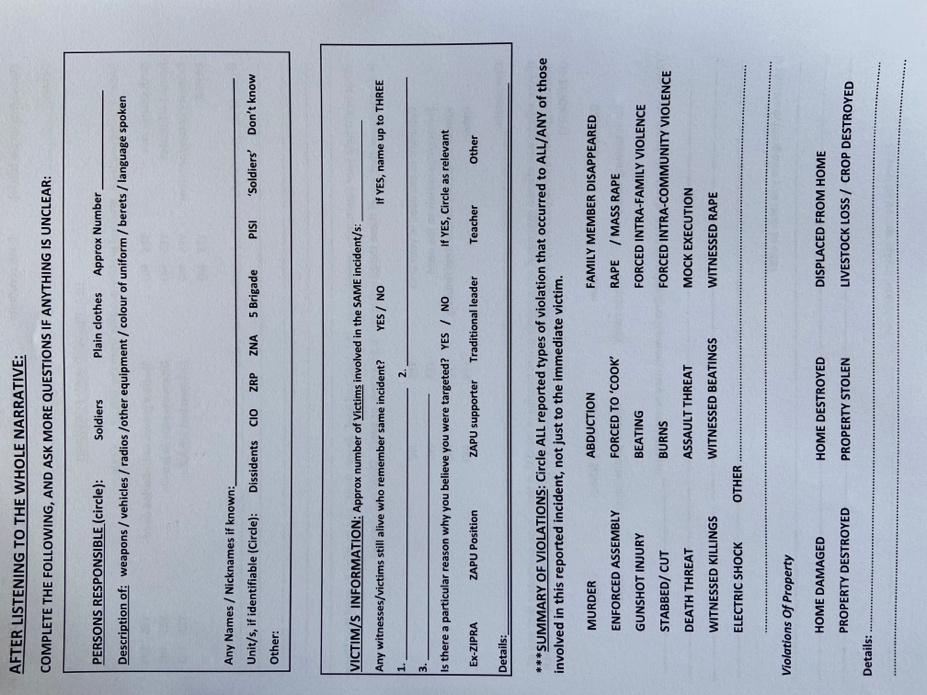 AFTER LISTENING TO THE WHOLE NARRATIVE:
COMPLETE THE FOLLOWING, AND ASK MORE QUESTIONS IF ANYTHING IS UNCLEAR:
PERSONS RESPONSIBLE (circle): Soldiers Plain clothes Approx Number ________
Description of: weapons / vehicles / radios /other equipment / colour of uniform / berets / language spoken
Any Names / Nicknames if known:________
Unit/s, if identifiable (Circle): Dissidents CIO ZRP ZNA 5 Brigade PISI 'Soldiers' Don't know
Other:
VICTIM/S INFORMATION: Approx number of Victims involved in the SAME incident/s: ________
Any witnesses/victims still alive who remember same incident? YES / NO If YES, name up to THREE
1. ________ 2. ________
3. ________
Is there a particular reason why you believe you were targeted? YES / NO If YES, Circle as relevant
Ex-ZIPRA ZAPU Position ZAPU supporter Traditional leader Teacher Other
Details:________
***SUMMARY OF VIOLATIONS: Circle ALL reported types of violation that occurred to ALL/ANY of those
involved in this reported incident, not just to the immediate victim.
MURDER ABDUCTION FAMILY MEMBER DISAPPEARED
ENFORCED ASSEMBLY FORCED TO 'COOK' RAPE / MASS RAPE
GUNSHOT INJURY BEATING FORCED INTRA-FAMILY VIOLENCE
STABBED/ CUT BURNS FORCED INTRA-COMMUNITY VIOLENCE
DEATH THREAT ASSAULT THREAT MOCK EXECUTION
WITNESSED KILLINGS WITNESSED BEATINGS WITNESSED RAPE
ELECTRIC SHOCK OTHER ........
Violations Of Property
HOME DAMAGED HOME DESTROYED DISPLACED FROM HOME
PROPERTY DESTROYED PROPERTY STOLEN LIVESTOCK LOSS / CROP DESTROYED
Details: ........